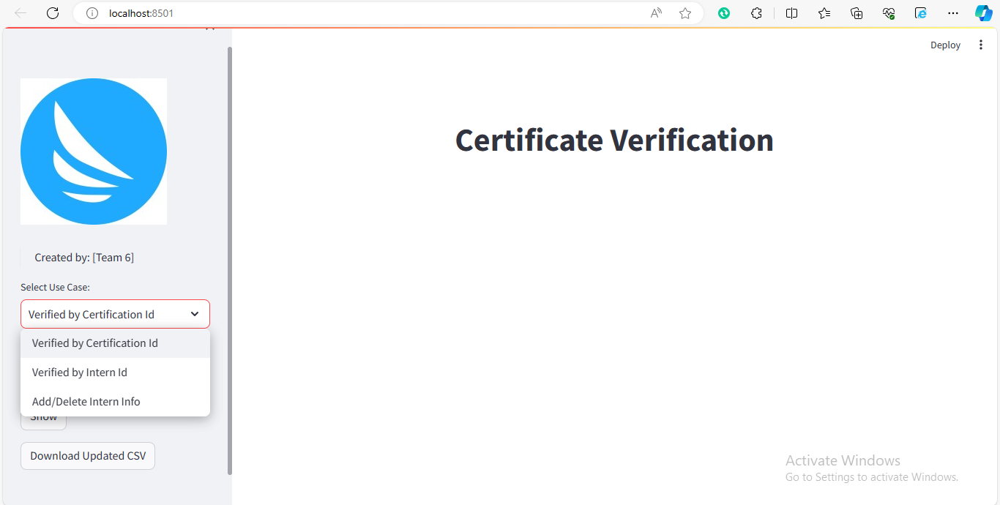 localhost:8501
Deploy
Certificate Verification
Created by: [Team 6]
Select Use Case:
Verified by Certification Id
Verified by Certification Id
Verified by Intern Id
Add/Delete Intern Info
Show
Download Updated CSV
Activate Windows
Go to Settings to activate Windows.